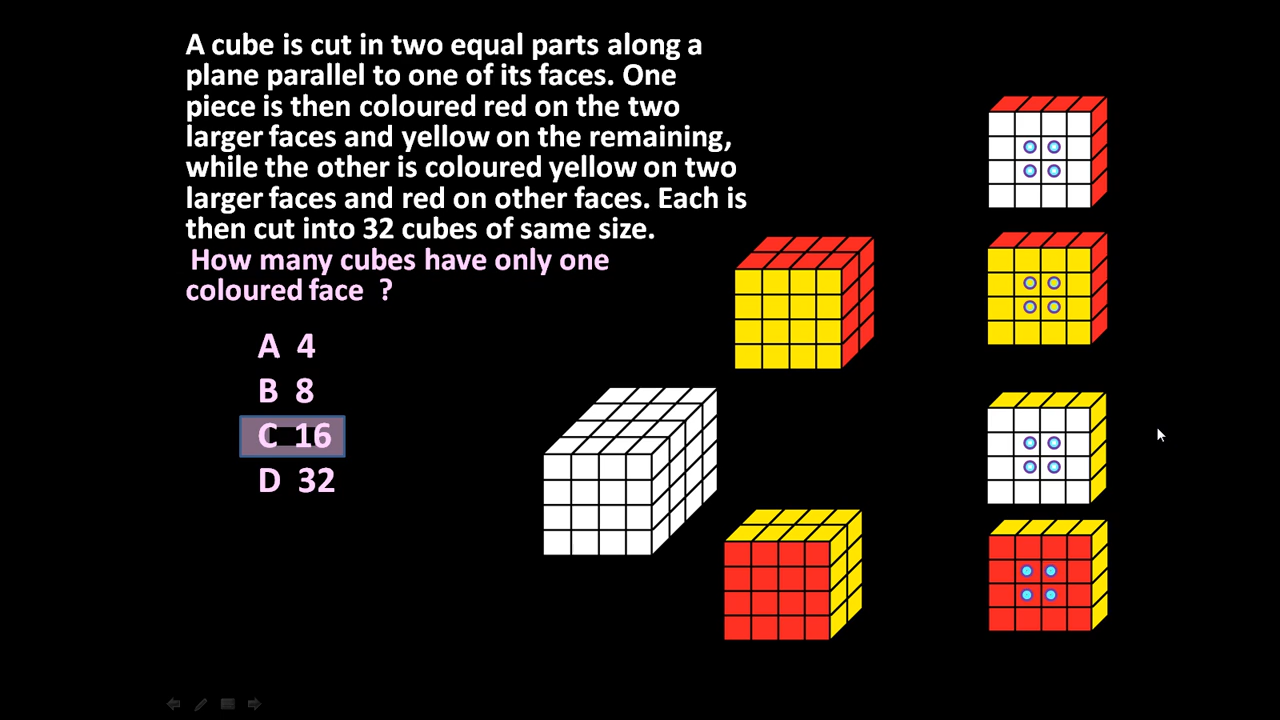 A cube is cut in two equal parts along a
plane parallel to one of its faces. One
piece is then coloured red on the two
larger faces and yellow on the remaining,
while the other is coloured yellow on two
larger faces and red on other faces. Each is
then cut into 32 cubes of same size.
How many cubes have only one
coloured face ?
A 4
B 8
C 16
D 32